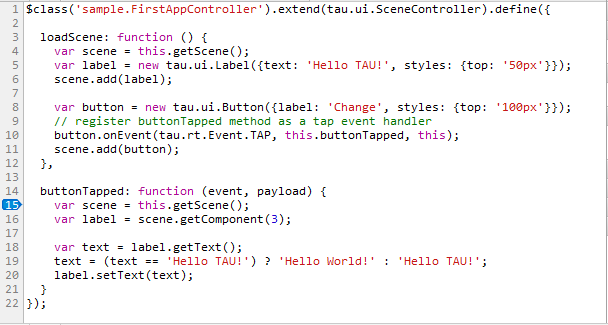 1 $class('sample.FirstAppController').extend(tau.ui.SceneController).define({
2
3 loadScene: function () {
4 var scene = this.getScene();
5 var label = new tau.ui.Label({text: 'Hello TAU!', styles: {top: '50px'}});
6 scene.add(label);
7
8 var button = new tau.ui.Button({label: 'Change', styles: {top: '100px'}});
9 // register buttonTapped method as a tap event handler
10 button.onEvent(tau.rt.Event.TAP, this.buttonTapped, this);
11 scene.add(button);
12 },
13
14 buttonTapped: function (event, payload) {
15 var scene = this.getScene();
16 var label = scene.getComponent(3);
17
18 var text = label.getText();
19 text = (text == 'Hello TAU!') ? 'Hello World!' : 'Hello TAU!';
20 label.setText(text);
21 }
22 });